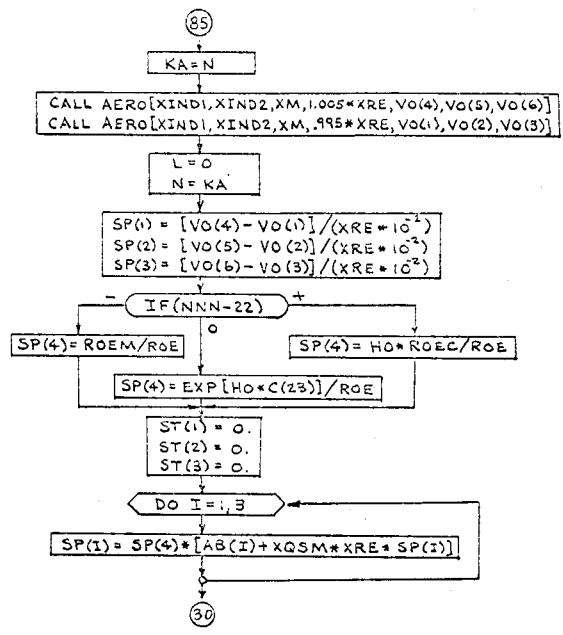 85
KA=N
CALL AERO[XIND1,XIND2,XM,1.005*XRE,VO(4),VO(5),VO(6)]
CALL AERO[XIND1,XIND2,XM,.995*XRE,VO(1),VO(2),VO(3)]
L=0
N=KA
SP(1) = [VO(4)-VO(1)]/(XRE*10⁻²)
SP(2) = [VO(5)-VO(2)]/(XRE*10⁻²)
SP(3) = [VO(6)-VO(3)]/(XRE*10⁻²)
- IF(NNN-22) +
0
SP(4)=ROEM/ROE
SP(4)= HO*ROEC/ROE
SP(4)=EXP[HO*C(23)]/ROE
ST(1) = 0.
ST(2) = 0.
ST(3) = 0.
DO I=1,3
SP(I)= SP(4)*[AB(I)+XQSM*XRE*SP(I)]
30